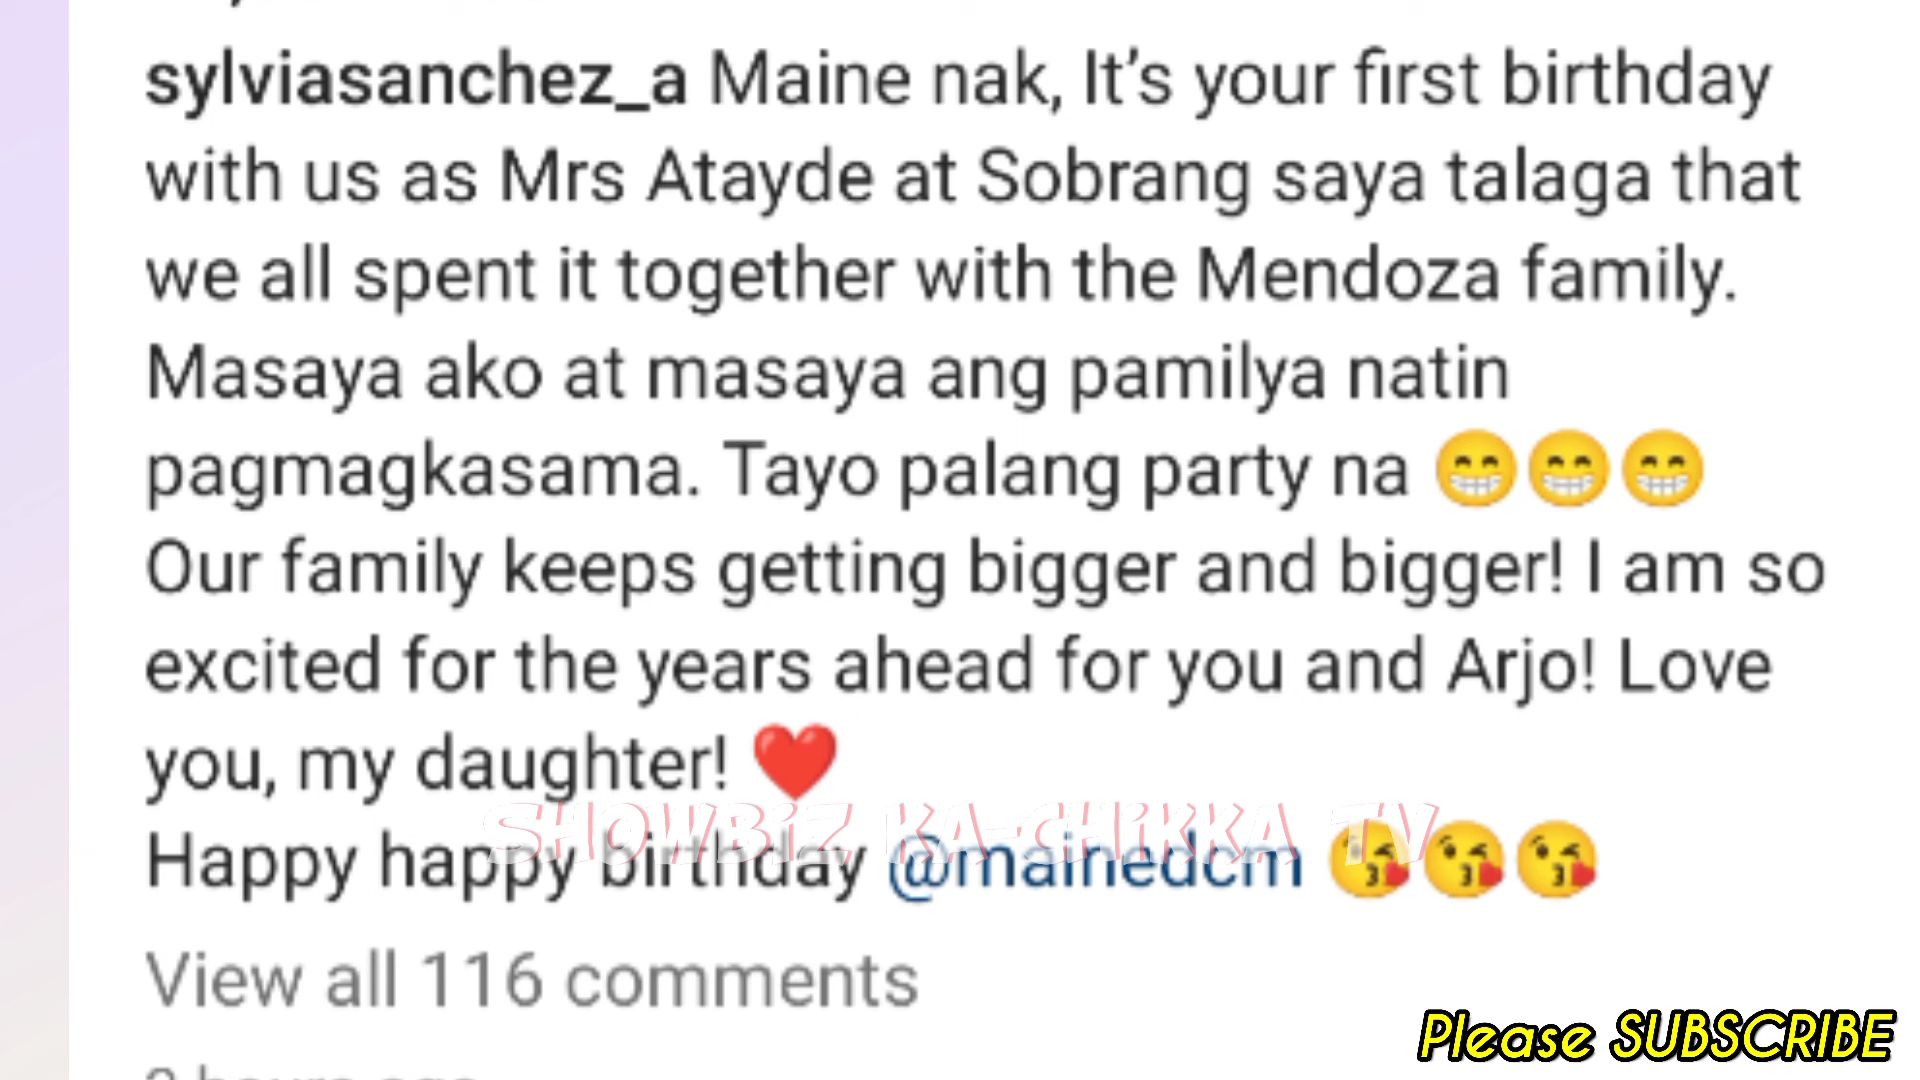 sylviasanchez_a Maine nak, It's your first birthday
with us as Mrs Atayde at Sobrang saya talaga that
we all spent it together with the Mendoza family.
Masaya ako at masaya ang pamilya natin
pagmagkasama. Tayo palang party na 😁😁😁
Our family keeps getting bigger and bigger! I am so
excited for the years ahead for you and Arjo! Love
you, my daughter! ❤️
SHOWBIZ KA-CHIKKA TV
Happy happy birthday @mainedcm 😘😘😘
View all 116 comments
Please SUBSCRIBE
hours ago